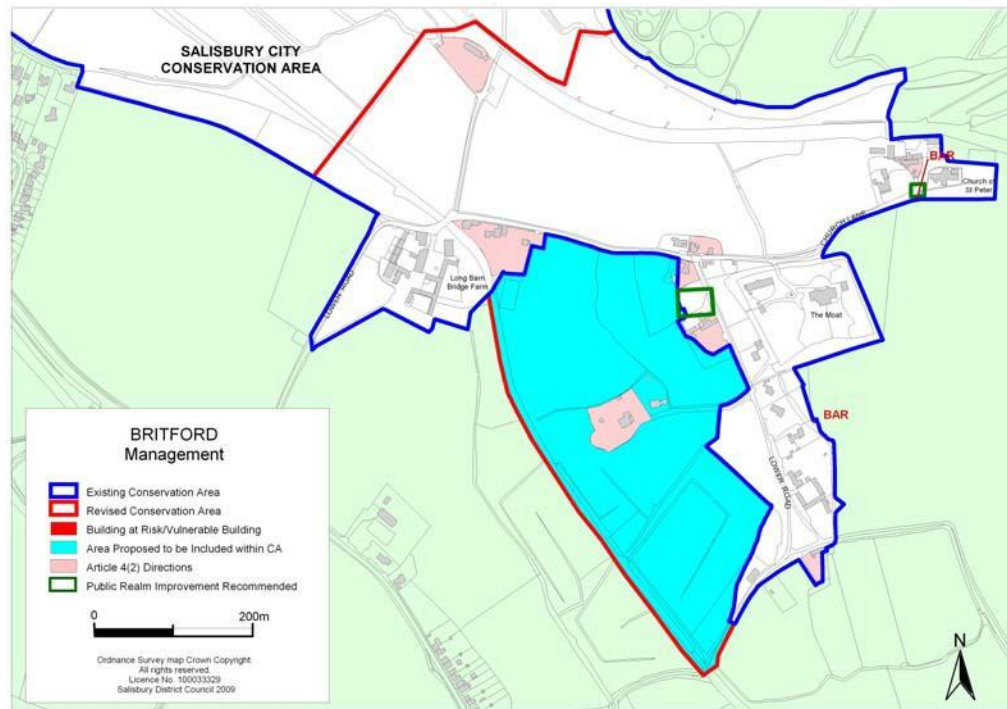 SALISBURY CITY
CONSERVATION AREA
BAR
Church of
St Peter
CHURCH LANE
LOWER ROAD
Long Barn
Bridge Farm
The Moat
BAR
LOWER ROAD
BRITFORD
Management
Existing Conservation Area
Revised Conservation Area
Building at Risk/Vulnerable Building
Area Proposed to be Included within CA
Article 4(2) Directions
Public Realm Improvement Recommended
0 200m
Ordnance Survey map Crown Copyright.
All rights reserved.
Licence No. 100033329
Salisbury District Council 2009
N